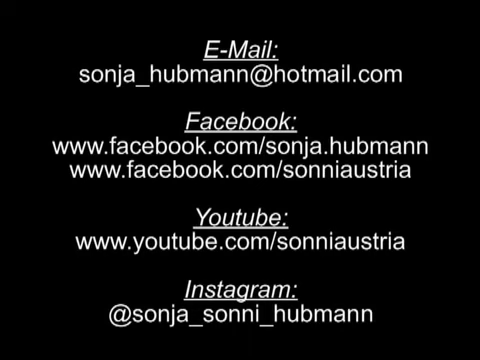 E-Mail:
sonja_hubmann@hotmail.com
Facebook:
www.facebook.com/sonja.hubmann
www.facebook.com/sonniaustria
Youtube:
www.youtube.com/sonniaustria
Instagram:
@sonja_sonni_hubmann